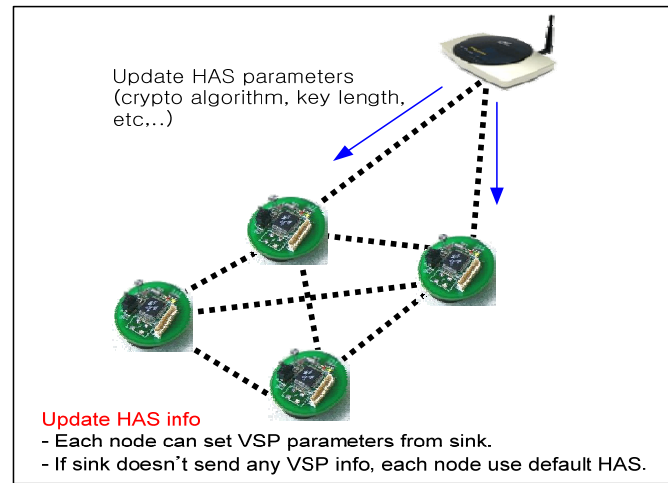 Update HAS parameters
(crypto algorithm, key length,
etc,..)
Update HAS info
- Each node can set VSP parameters from sink.
- If sink doesn't send any VSP info, each node use default HAS.